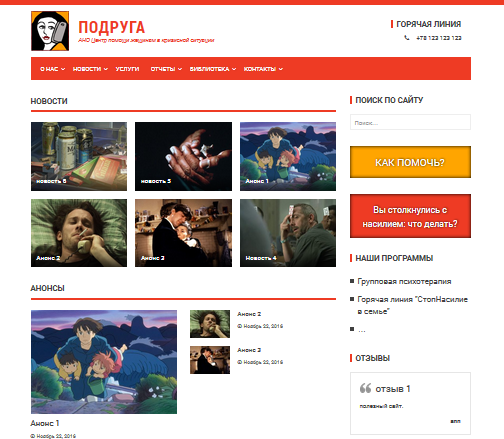 ПОДРУГА
АНО Центр помощи женщинам в кризисной ситуации
ГОРЯЧАЯ ЛИНИЯ
+78 123 123 123
О НАС
НОВОСТИ
УСЛУГИ
ОТЧЕТЫ
БИБЛИОТЕКА
КОНТАКТЫ
НОВОСТИ
новость 6
новость 5
Анонс 1
Анонс 2
Анонс 3
Новость 4
АНОНСЫ
Анонс 1
Ноябрь 22, 2016
Анонс 2
Ноябрь 22, 2016
Анонс 3
Ноябрь 22, 2016
ПОИСК ПО САЙТУ
Поиск...
КАК ПОМОЧЬ?
Вы столкнулись с
насилием: что делать?
НАШИ ПРОГРАММЫ
Групповая психотерапия
Горячая линия "СтопНасилие
в семье"
...
ОТЗЫВЫ
отзыв 1
полезный сайт.
апп